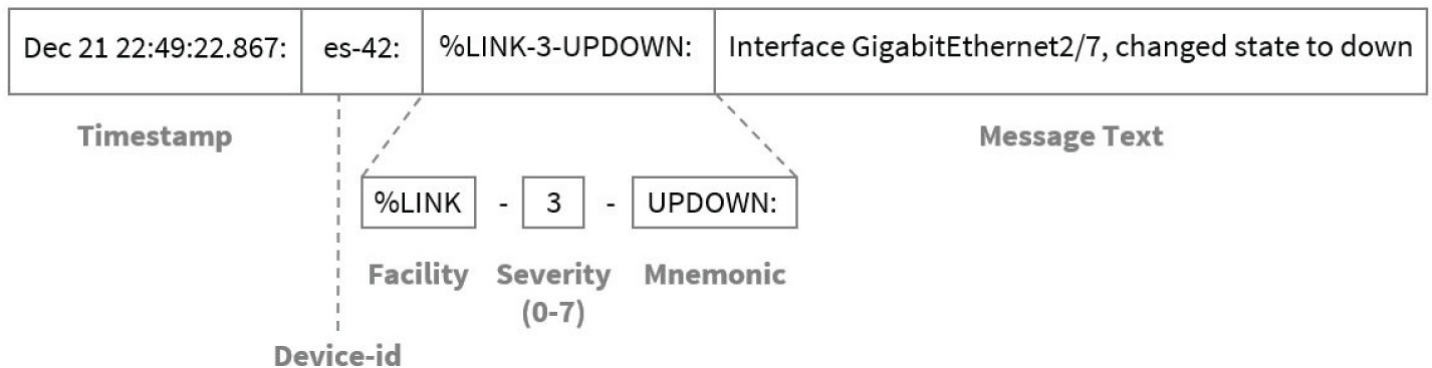 Dec 21 22:49:22.867: es-42: %LINK-3-UPDOWN: Interface GigabitEthernet2/7, changed state to down
Timestamp Message Text
%LINK - 3 - UPDOWN:
Facility Severity Mnemonic
(0-7)
Device-id